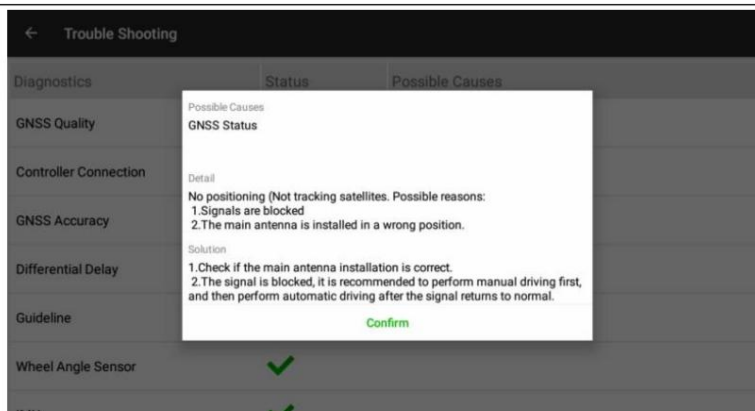 Trouble Shooting
Diagnostics Status Possible Causes
GNSS Quality
Controller Connection
GNSS Accuracy
Differential Delay
Guideline
Wheel Angle Sensor
Possible Causes
GNSS Status
Detail
No positioning (Not tracking satellites. Possible reasons:
1.Signals are blocked
2.The main antenna is installed in a wrong position.
Solution
1.Check if the main antenna installation is correct.
2.The signal is blocked, it is recommended to perform manual driving first,
and then perform automatic driving after the signal returns to normal.
Confirm